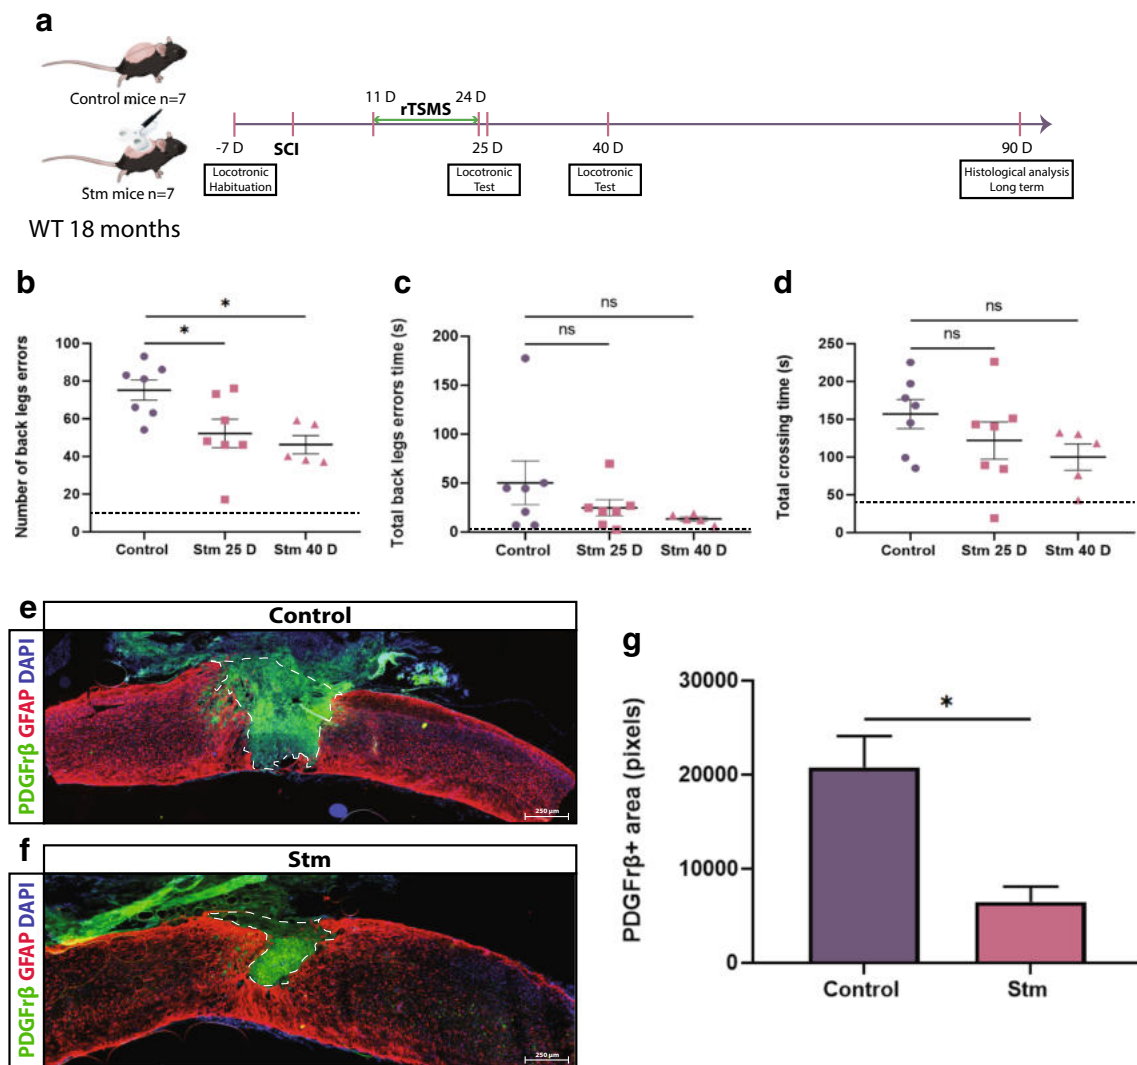 a
Control mice n=7
Stm mice n=7
WT 18 months
11 D
rTSMS
24 D
-7 D
SCI
25 D
40 D
90 D
Locotronic
Habituation
Locotronic
Test
Locotronic
Test
Histological analysis
Long term
b
Number of back legs errors
100
80
60
40
20
0
*
*
Control
Stm 25 D
Stm 40 D
c
Total back legs errors time (s)
200
150
100
50
0
ns
ns
Control
Stm 25 D
Stm 40 D
d
Total crossing time (s)
250
200
150
100
50
0
ns
ns
Control
Stm 25 D
Stm 40 D
e
Control
PDGFrβ GFAP DAPI
250 µm
f
Stm
PDGFrβ GFAP DAPI
250 µm
g
PDGFrβ+ area (pixels)
30000
20000
10000
0
*
Control
Stm